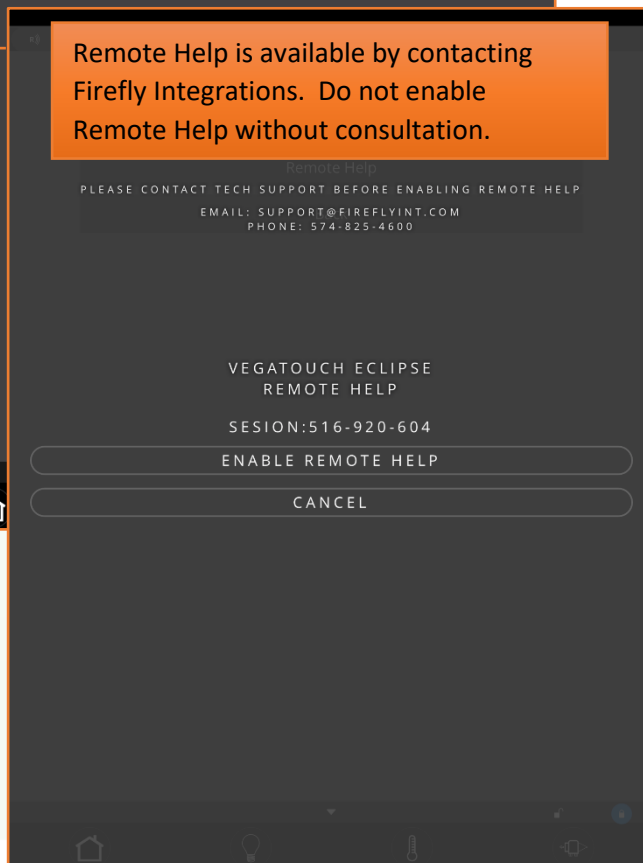 Remote Help is available by contacting
Firefly Integrations. Do not enable
Remote Help without consultation.
Remote Help
PLEASE CONTACT TECH SUPPORT BEFORE ENABLING REMOTE HELP
EMAIL: SUPPORT@FIREFLYINT.COM
PHONE: 574-825-4600
VEGATOUCH ECLIPSE
REMOTE HELP
SESION:516-920-604
ENABLE REMOTE HELP
CANCEL